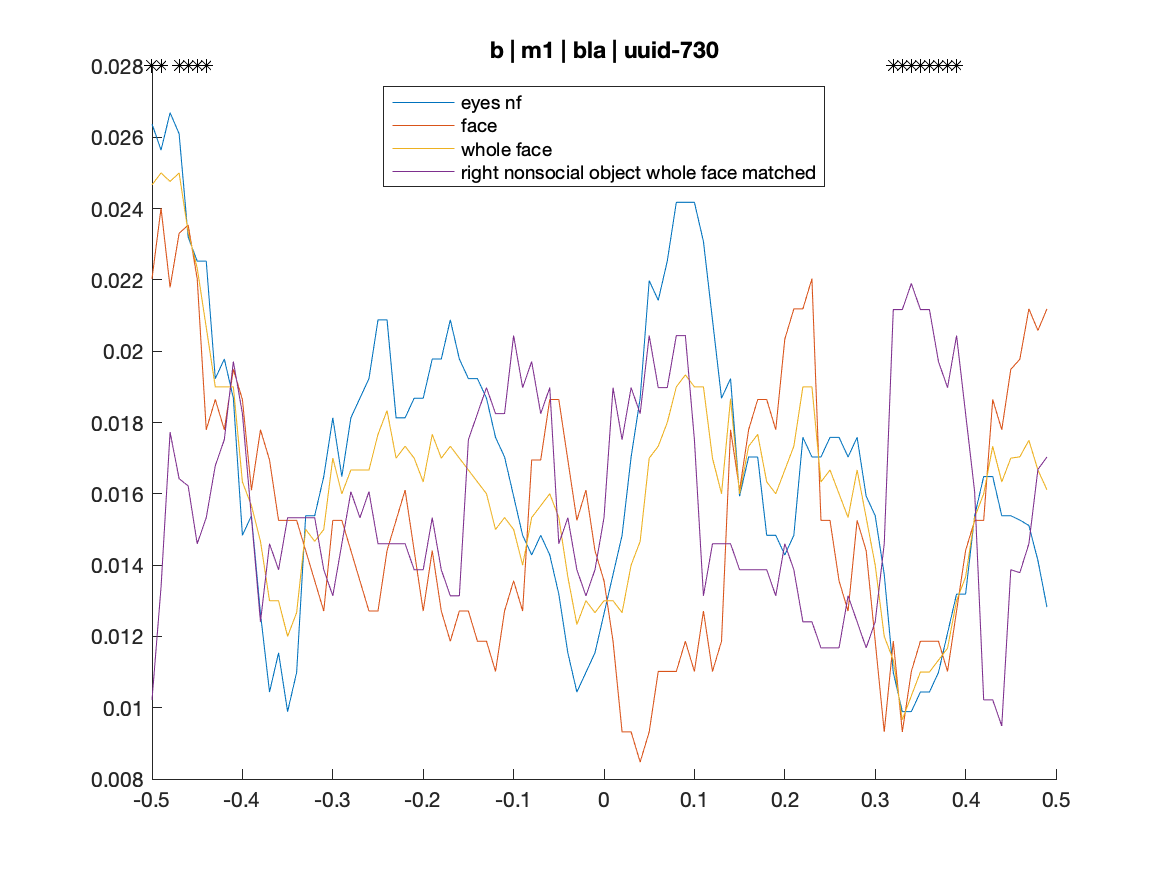 b | m1 | bla | uuid-730
eyes nf
face
whole face
right nonsocial object whole face matched
0.028
0.026
0.024
0.022
0.02
0.018
0.016
0.014
0.012
0.01
0.008
-0.5 -0.4 -0.3 -0.2 -0.1 0 0.1 0.2 0.3 0.4 0.5